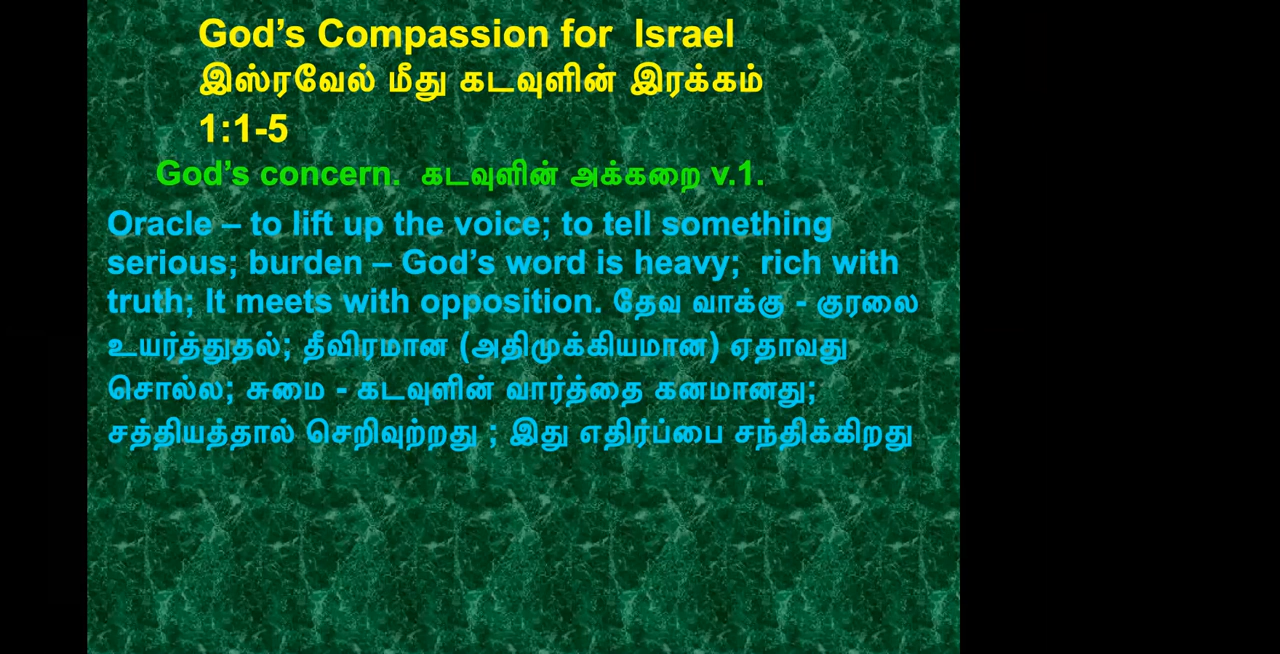 God’s Compassion for  Israel
இஸ்ரவேல் மீது கடவுளின் இரக்கம்
1:1-5
God’s concern.  கடவுளின் அக்கறை v.1.
Oracle – to lift up the voice; to tell something
serious; burden – God’s word is heavy;  rich with
truth; It meets with opposition. தேவ வாக்கு - குரலை
உயர்த்துதல்; தீவிரமான (அதிமுக்கியமான) ஏதாவது
சொல்ல; சுமை - கடவுளின் வார்த்தை கனமானது;
சத்தியத்தால் செறிவுற்றது ; இது எதிர்ப்பை சந்திக்கிறது